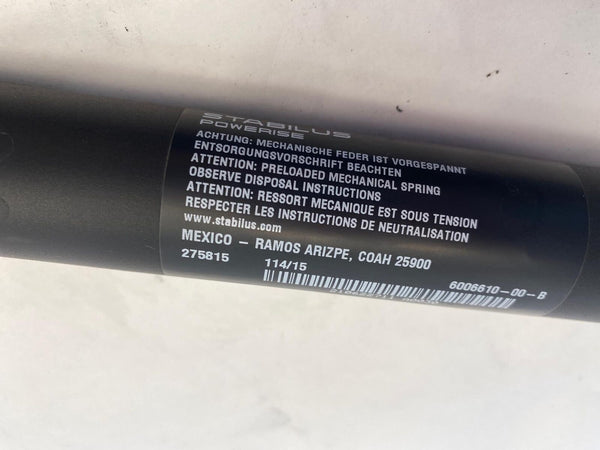 STABILUS
POWERISE
ACHTUNG: MECHANISCHE FEDER IST VORGESPANNT
ENTSORGUNGSVORSCHRIFT BEACHTEN
ATTENTION: PRELOADED MECHANICAL SPRING
OBSERVE DISPOSAL INSTRUCTIONS
ATTENTION: RESSORT MECANIQUE EST SOUS TENSION
RESPECTER LES INSTRUCTIONS DE NEUTRALISATION
www.stabilus.com
MEXICO - RAMOS ARIZPE, COAH 25900
275815 114/15 6006610-00-B